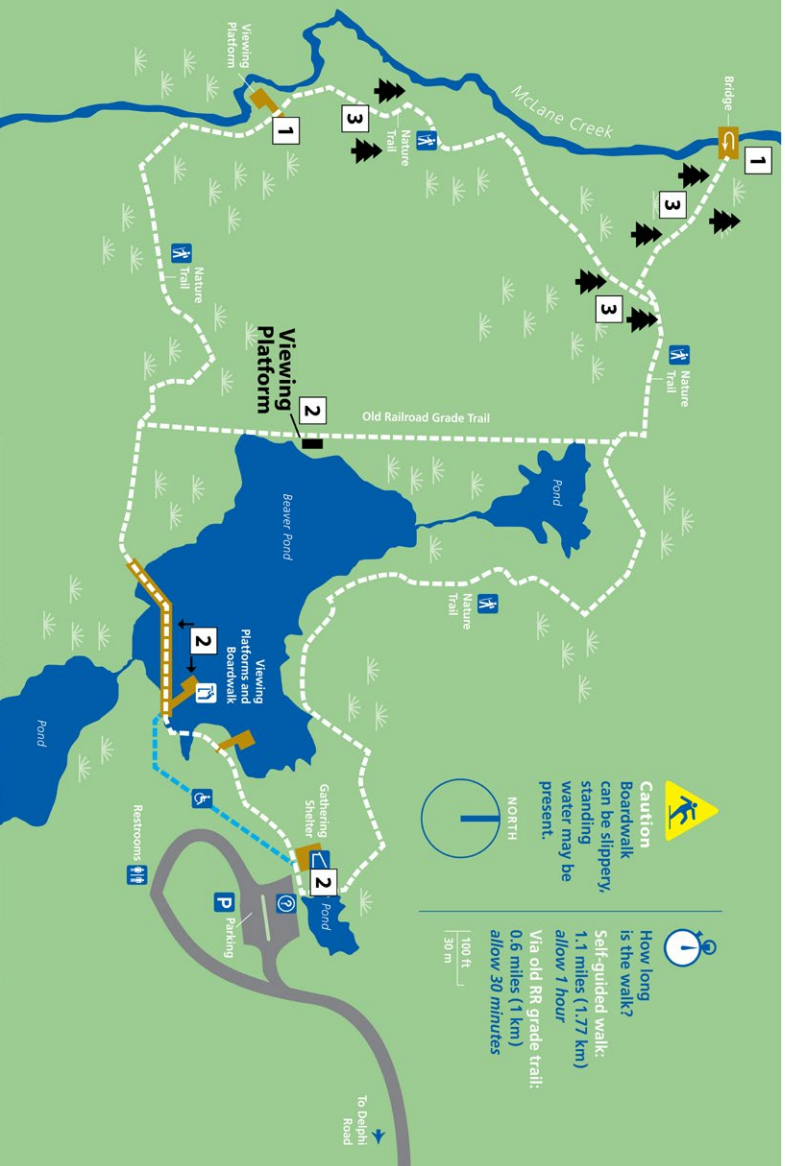 Viewing
Platform
1
3
Nature
Trail
McLane Creek
Bridge
1
3
3
Nature
Trail
Nature
Trail
Viewing
Platform
2
Old Railroad Grade Trail
Beaver Pond
Pond
Nature
Trail
2
Viewing
Platforms and
Boardwalk
Pond
Gathering
Shelter
2
Pond
Restrooms
P
Parking
?
To Delphi
Road
Caution
Boardwalk
can be slippery,
standing
water may be
present.
NORTH
How long
is the walk?
Self-guided walk:
1.1 miles (1.77 km)
allow 1 hour
Via old RR grade trail:
0.6 miles (1 km)
allow 30 minutes
100 ft
30 m